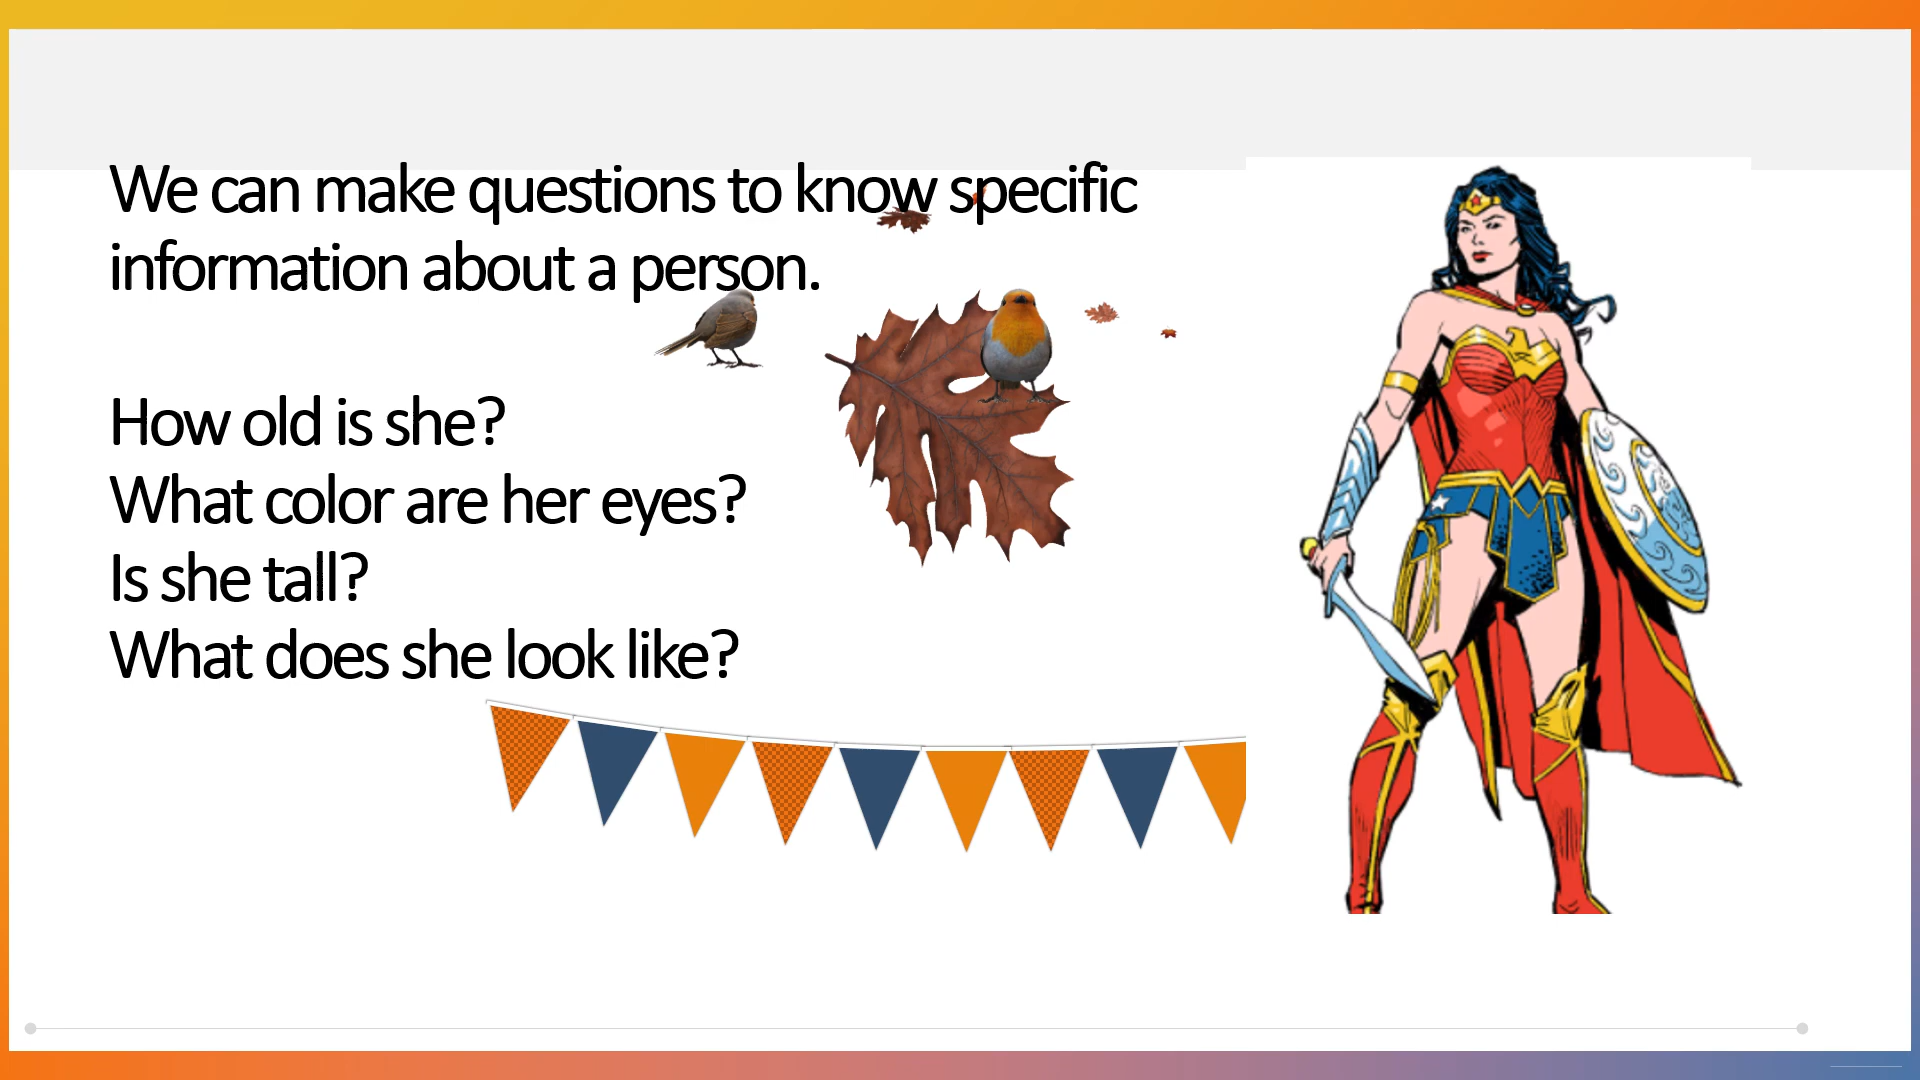 We can make questions to know specific
information about a person.
How old is she?
What color are her eyes?
Is she tall?
What does she look like?